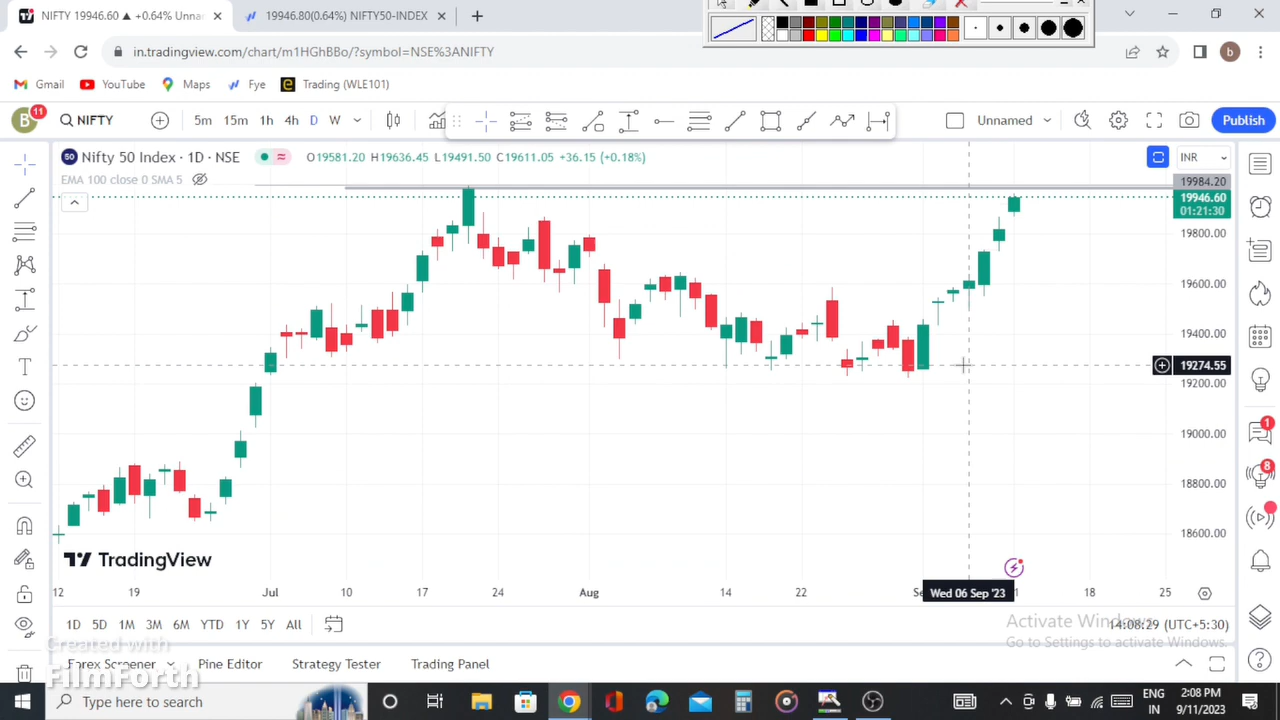 NIFTY 19946.60 ▲ +0.64% Unna
19946.80(0.64%) NIFTY50-INDEX
in.tradingview.com/chart/m1HGhBBo/?symbol=NSE%3ANIFTY
b
Gmail
YouTube
Maps
Fye
Trading (WLE101)
B
11
NIFTY
5m
15m
1h
4h
D
W
Unnamed
Publish
50
Nifty 50 Index · 1D · NSE
O19581.20 H19636.45 L19491.50 C19611.05 +36.15 (+0.18%)
INR
EMA 100 close 0 SMA 5
19984.20
19946.60
01:21:30
19800.00
19600.00
19400.00
19274.55
19200.00
19000.00
18800.00
18600.00
1
8
TradingView
12
19
Jul
10
17
24
Aug
14
22
Se
Wed 06 Sep '23
1
18
25
1D
5D
1M
3M
6M
YTD
1Y
5Y
All
14:08:29 (UTC+5:30)
Activate Windows
Go to Settings to activate Windows.
Created with
FilmForth
Forex Screener
Pine Editor
Strategy Tester
Trading Panel
Type here to search
ENG
IN
2:08 PM
9/11/2023